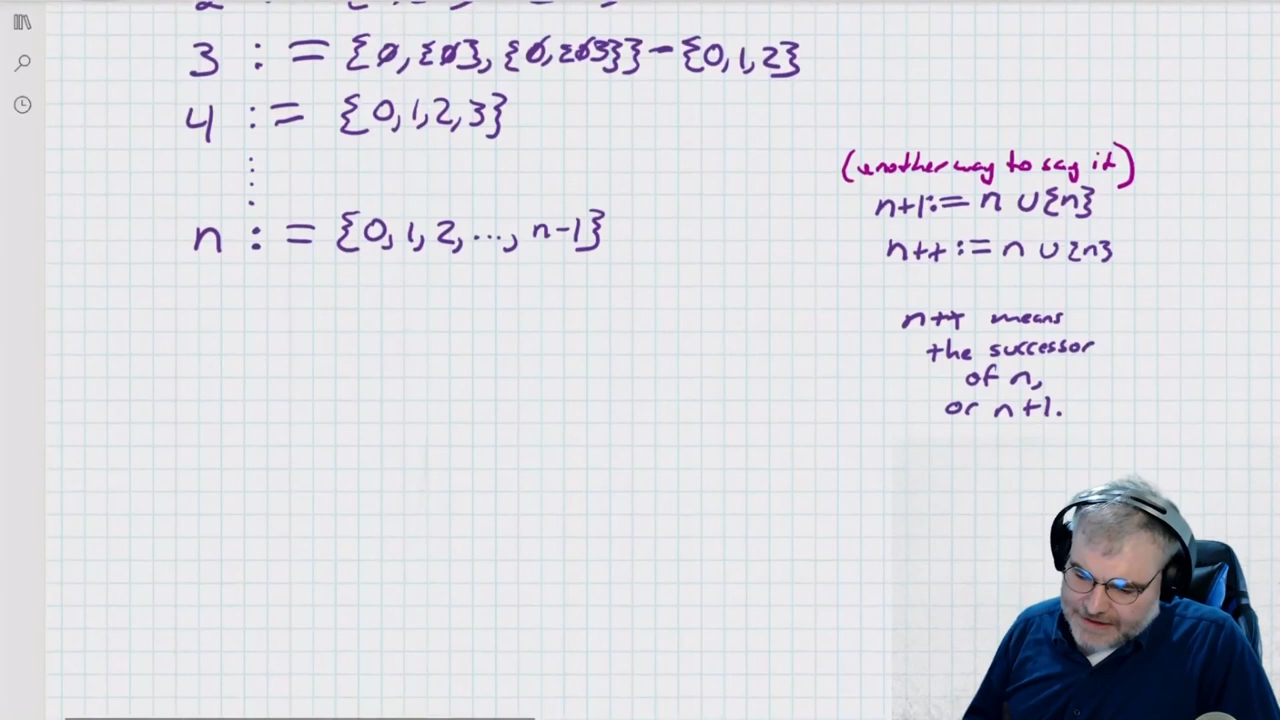 3 := {∅,{∅},{∅,{∅}}} = {0,1,2}
4 := {0,1,2,3}
n := {0,1,2,..., n-1}
(another way to say it)
n+1:= n ∪{n}
n++ := n ∪ {n}
n++ means
the successor
of n,
or n+1.